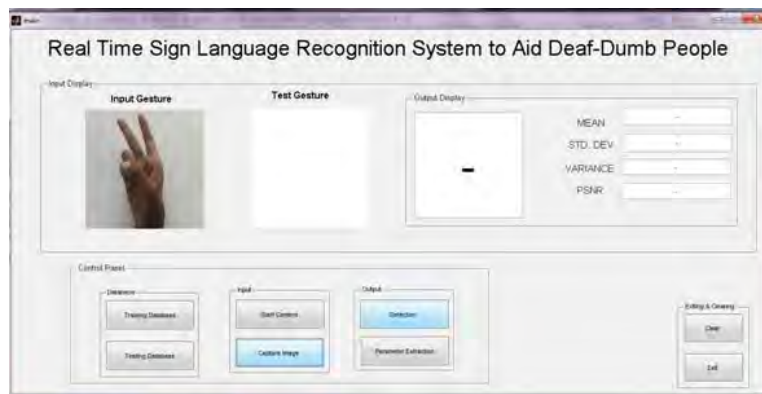 Real Time Sign Language Recognition System to Aid Deaf-Dumb People
Input Display
Input Gesture
Test Gesture
Output Display
-
MEAN
-
STD. DEV
-
VARIANCE
-
PSNR
-
Control Panel
Database
Training Database
Testing Database
Input
Start Camera
Capture Image
Output
Detection
Parameter Extraction
Exiting & Clearing
Clear
Exit